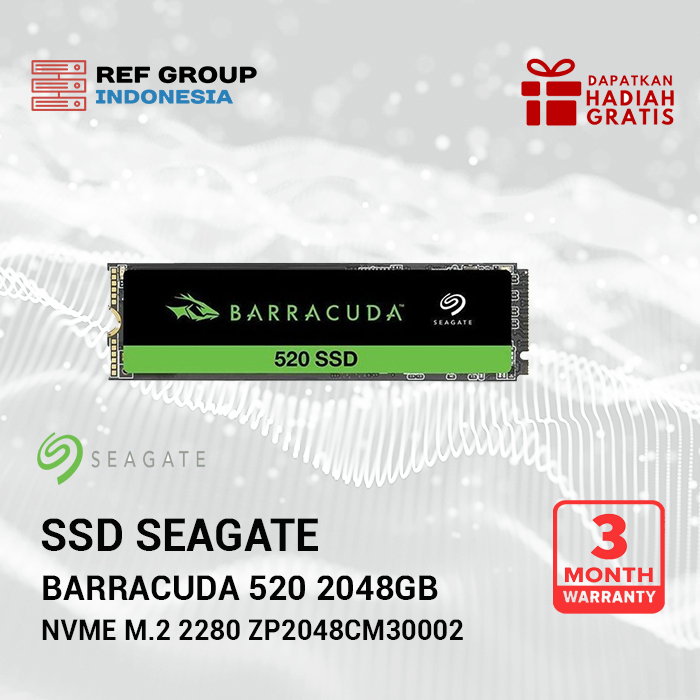 REF GROUP
INDONESIA
DAPATKAN
HADIAH
GRATIS
BARRACUDA™
SEAGATE
520 SSD
SEAGATE
SSD SEAGATE
BARRACUDA 520 2048GB
NVME M.2 2280 ZP2048CM30002
3
MONTH
WARRANTY